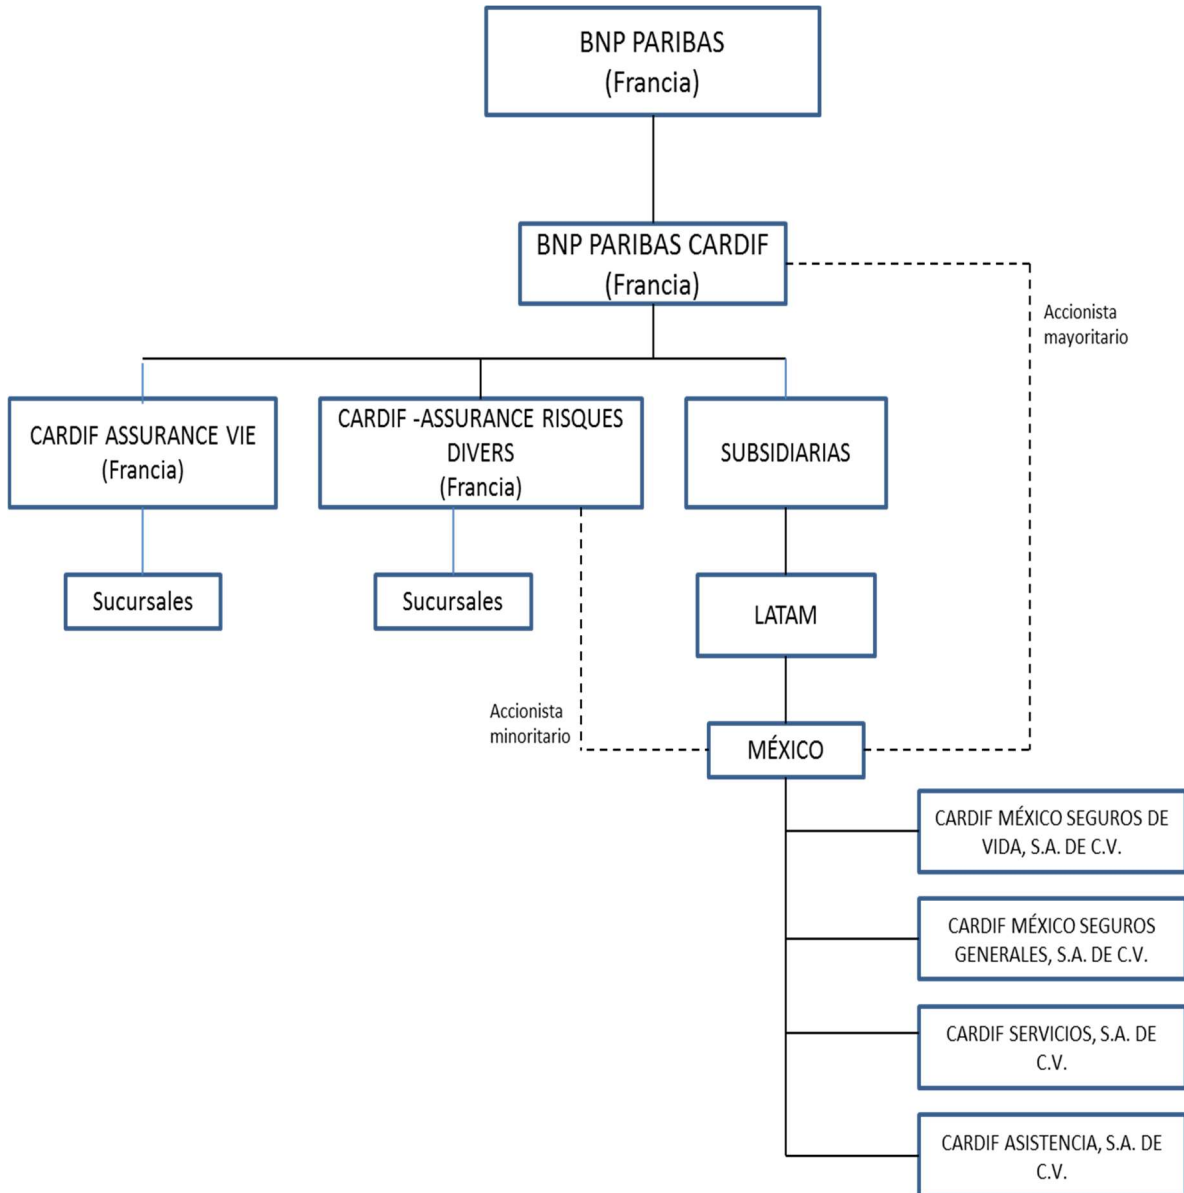 BNP PARIBAS
(Francia)
BNP PARIBAS CARDIF
(Francia)
Accionista
mayoritario
CARDIF ASSURANCE VIE
(Francia)
CARDIF -ASSURANCE RISQUES
DIVERS
(Francia)
SUBSIDIARIAS
Sucursales
Sucursales
LATAM
Accionista
minoritario
MÉXICO
CARDIF MÉXICO SEGUROS DE
VIDA, S.A. DE C.V.
CARDIF MÉXICO SEGUROS
GENERALES, S.A. DE C.V.
CARDIF SERVICIOS, S.A. DE
C.V.
CARDIF ASISTENCIA, S.A. DE
C.V.